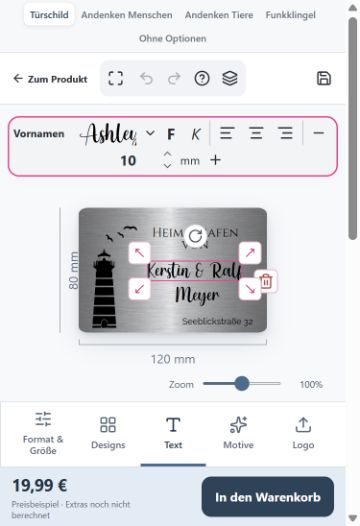 Türschild Andenken Menschen Andenken Tiere Funkklingel
Ohne Optionen
Zum Produkt
Vornamen Ashley F K
10 mm
HEIM AFEN
VON
Kerstin & Ralf
Meyer
Seeblickstraße 32
80 mm
120 mm
Zoom 100%
Format & Größe Designs Text Motive Logo
19,99 €
Preisbeispiel · Extras noch nicht
berechnet
In den Warenkorb